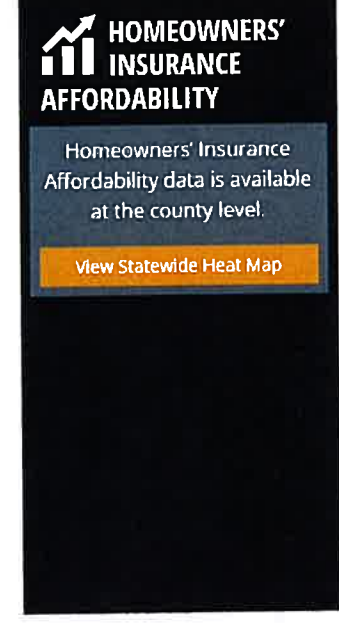 HOMEOWNERS'
INSURANCE
AFFORDABILITY
Homeowners' Insurance
Affordability data is available
at the county level.
View Statewide Heat Map